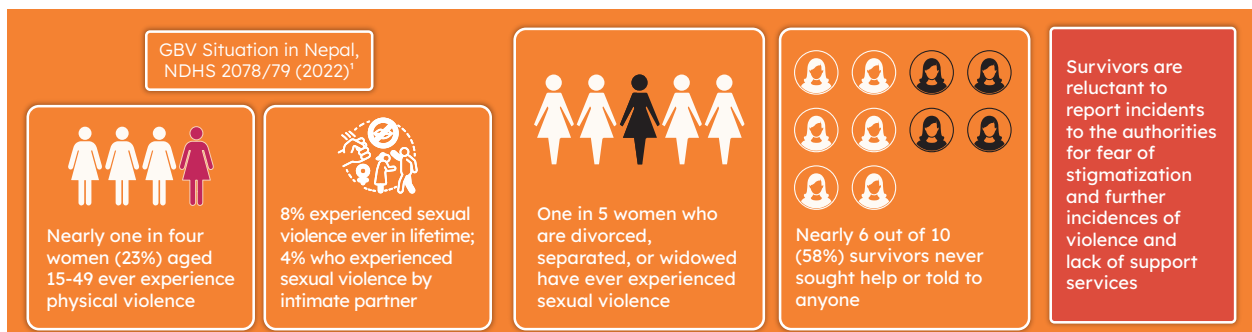 GBV Situation in Nepal,
NDHS 2078/79 (2022)¹
Nearly one in four
women (23%) aged
15-49 ever experience
physical violence
8% experienced sexual
violence ever in lifetime;
4% who experienced
sexual violence by
intimate partner
One in 5 women who
are divorced,
separated, or widowed
have ever experienced
sexual violence
Nearly 6 out of 10
(58%) survivors never
sought help or told to
anyone
Survivors are
reluctant to
report incidents
to the authorities
for fear of
stigmatization
and further
incidences of
violence and
lack of support
services